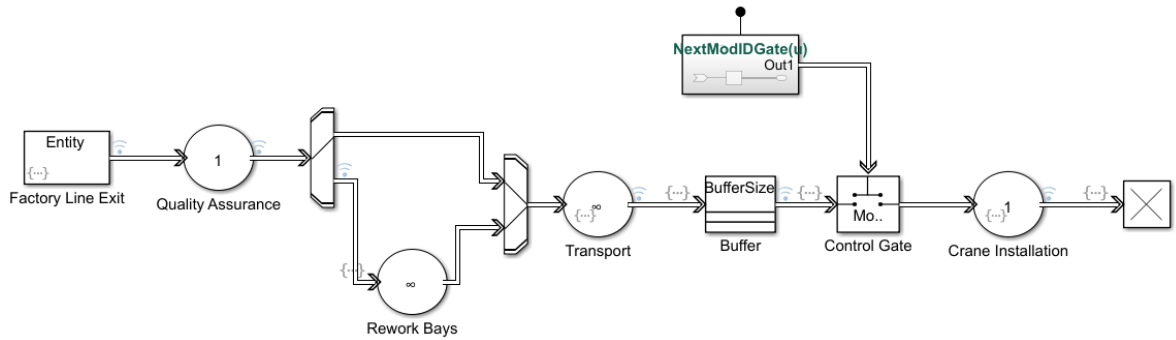 NextModIDGate(u)
Out1
Entity
{...}
Factory Line Exit
1
Quality Assurance
{...}
∞
Rework Bays
∞
{...}
Transport
{...}
BufferSize
Buffer
{...}
Mo..
Control Gate
1
{...}
Crane Installation
{...}